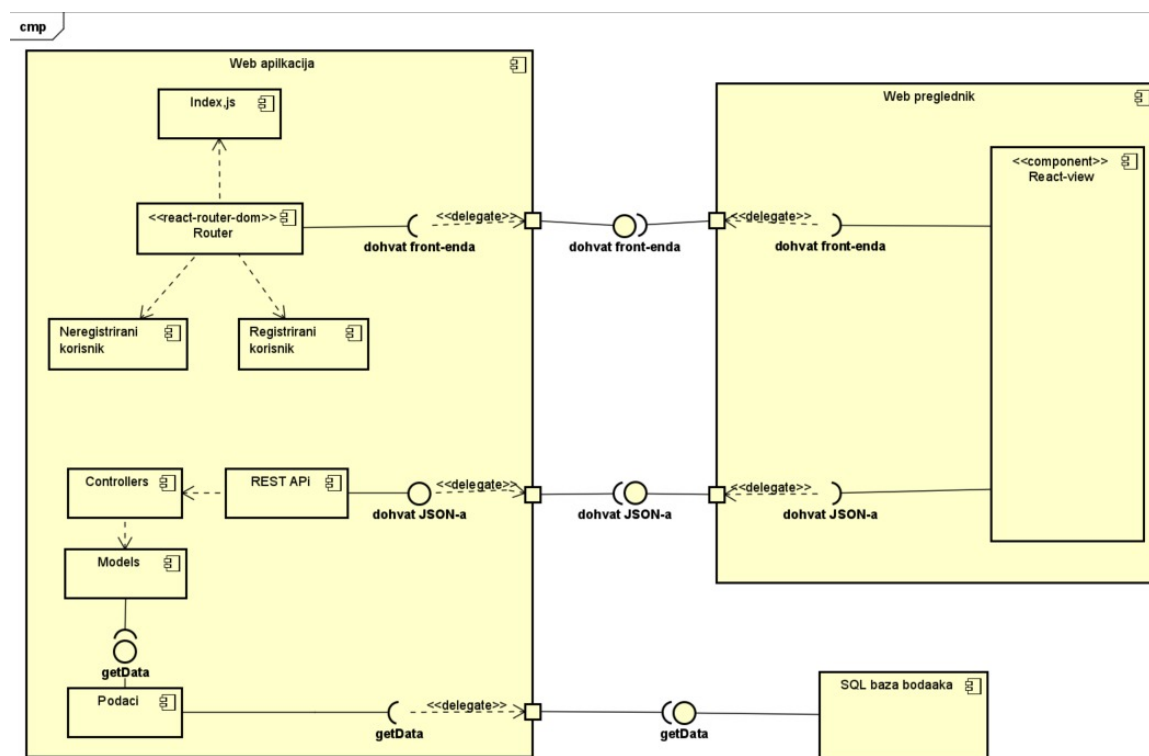 cmp
Web apilkacija
Index.js
<<react-router-dom>>
Router
<<delegate>>
dohvat front-enda
Neregistrirani
korisnik
Registrirani
korisnik
Controllers
REST APi
<<delegate>>
dohvat JSON-a
Models
getData
Podaci
<<delegate>>
getData
dohvat front-enda
dohvat JSON-a
getData
Web preglednik
<<component>>
React-view
<<delegate>>
dohvat front-enda
<<delegate>>
dohvat JSON-a
SQL baza bodaaka